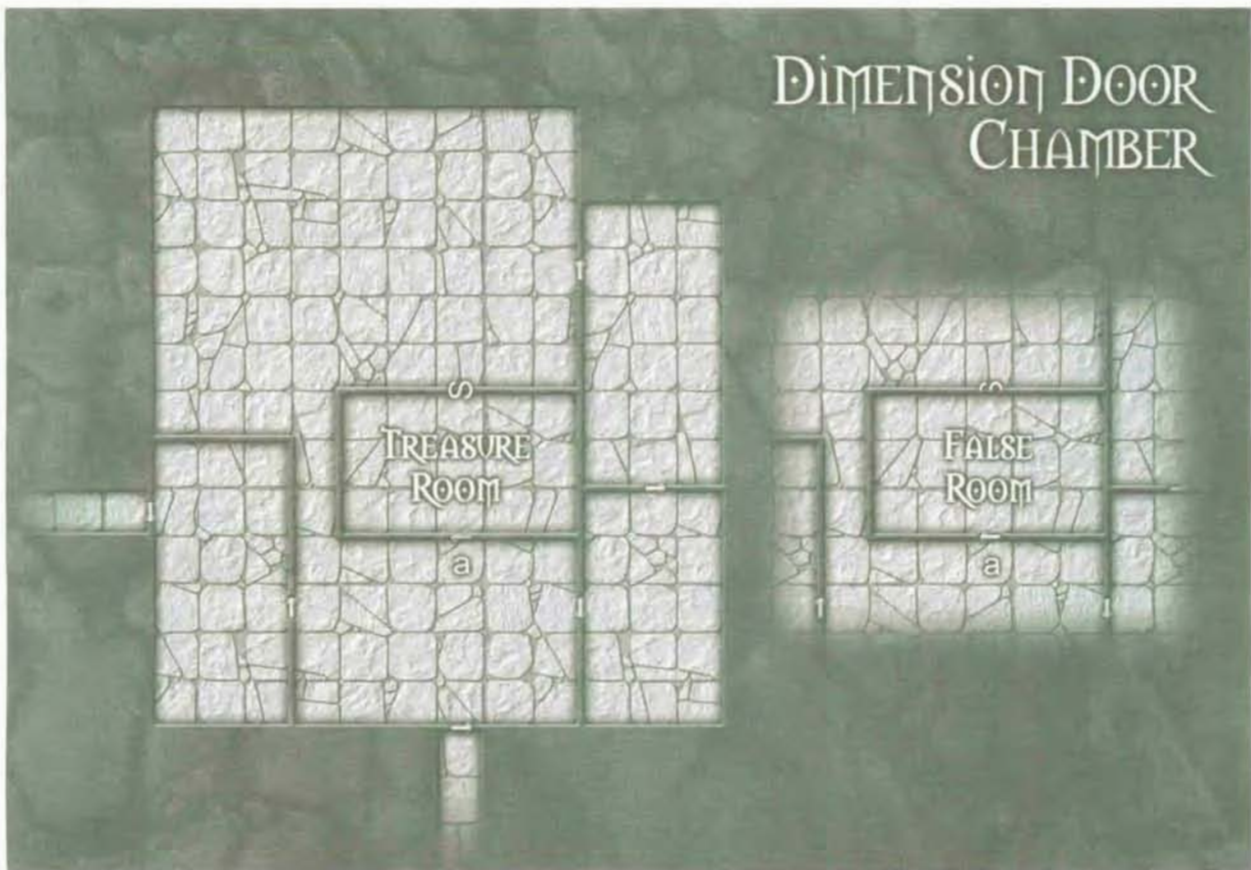 Dimension Door
Chamber
S
Treasure
Room
a
S
False
Room
a